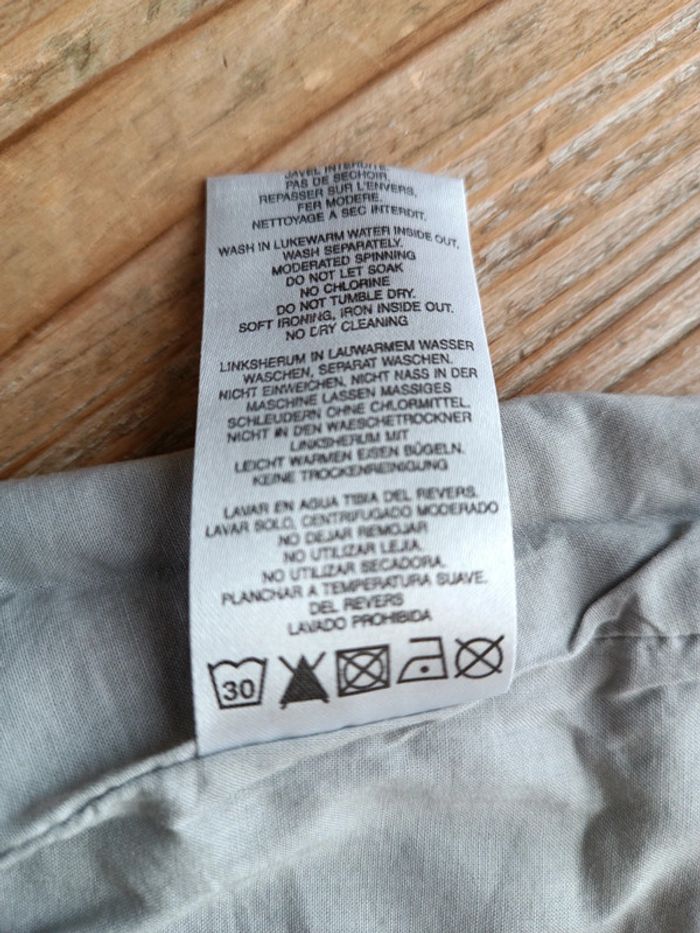 JAVEL INTERDITE.
PAS DE SECHOIR.
REPASSER SUR L'ENVERS,
FER MODERE.
NETTOYAGE A SEC INTERDIT.
WASH IN LUKEWARM WATER INSIDE OUT,
WASH SEPARATELY.
MODERATED SPINNING
DO NOT LET SOAK
NO CHLORINE
DO NOT TUMBLE DRY.
SOFT IRONING, IRON INSIDE OUT.
NO DRY CLEANING
LINKSHERUM IN LAUWARMEM WASSER
WASCHEN, SEPARAT WASCHEN.
NICHT EINWEICHEN, NICHT NASS IN DER
MASCHINE LASSEN MASSIGES
SCHLEUDERN OHNE CHLORMITTEL.
NICHT IN DEN WAESCHETROCKNER
LINKSHERUM MIT
LEICHT WARMEN EISEN BÜGELN.
KEINE TROCKENREINIGUNG
LAVAR EN AGUA TIBIA DEL REVERS.
LAVAR SOLO, CENTRIFUGADO MODERADO
NO DEJAR REMOJAR
NO UTILIZAR LEJIA.
NO UTILIZAR SECADORA.
PLANCHAR A TEMPERATURA SUAVE.
DEL REVERS
LAVADO PROHIBIDA
30